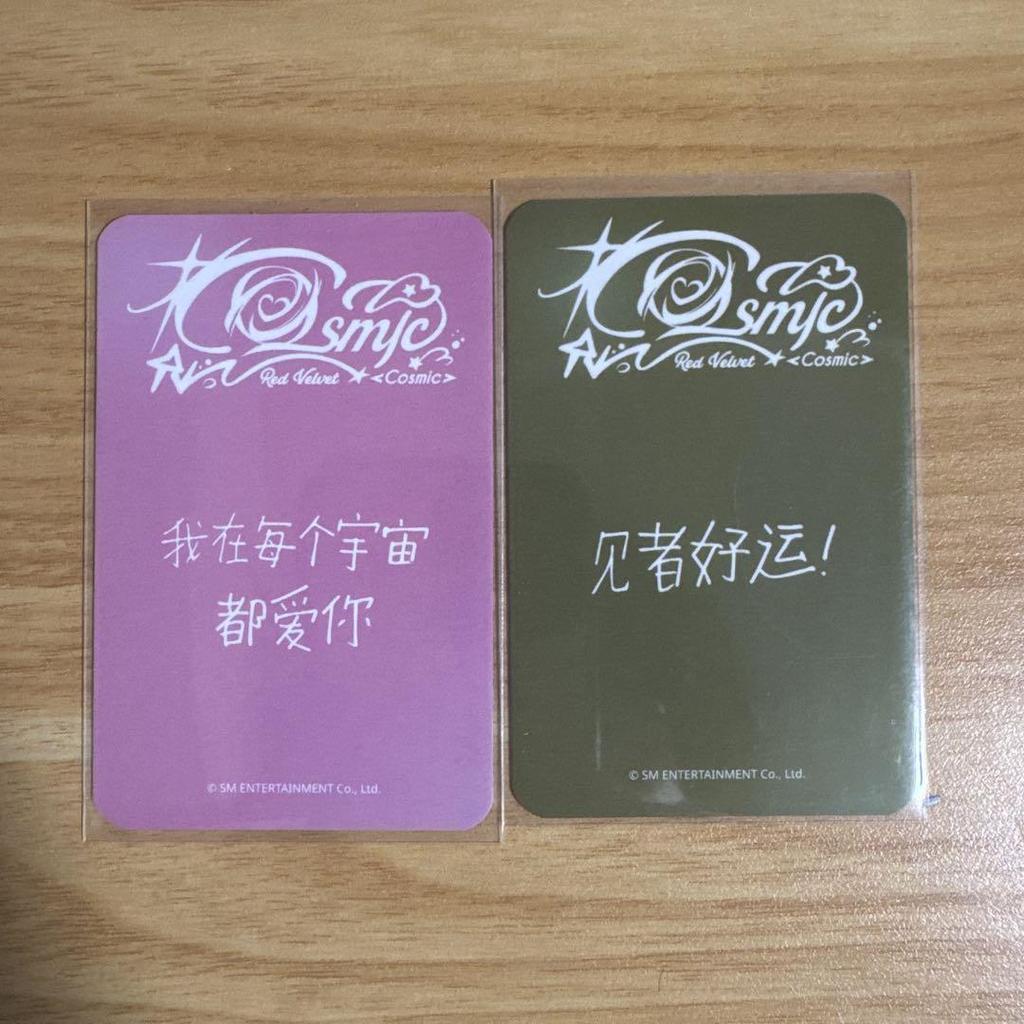 Cosmic
Red Velvet <Cosmic>
我在每个宇宙
都爱你
© SM ENTERTAINMENT Co., Ltd.
Cosmic
Red Velvet <Cosmic>
见者好运!
© SM ENTERTAINMENT Co., Ltd.